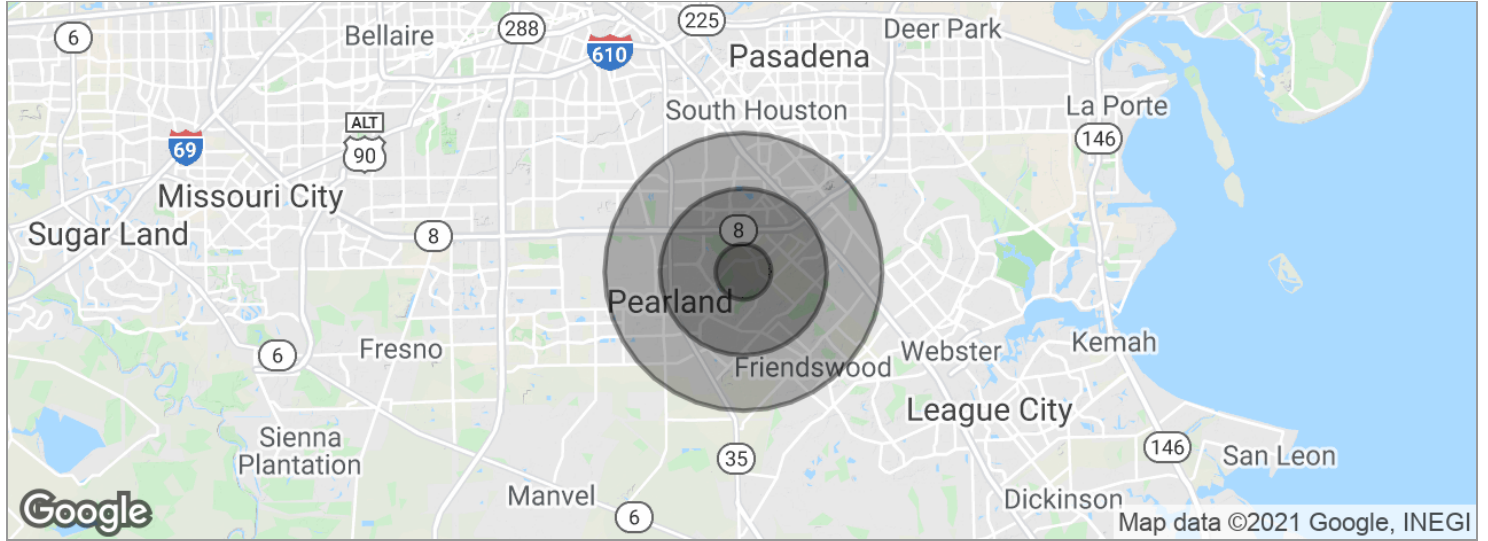 6
Bellaire
288
225
Deer Park
610
Pasadena
La Porte
South Houston
146
ALT
90
69
Missouri City
Sugar Land
8
8
Pearland
Fresno
6
Friendswood
Webster
Kemah
League City
Sienna
Plantation
35
146
San Leon
Manvel
6
Dickinson
Google
Map data ©2021 Google, INEGI